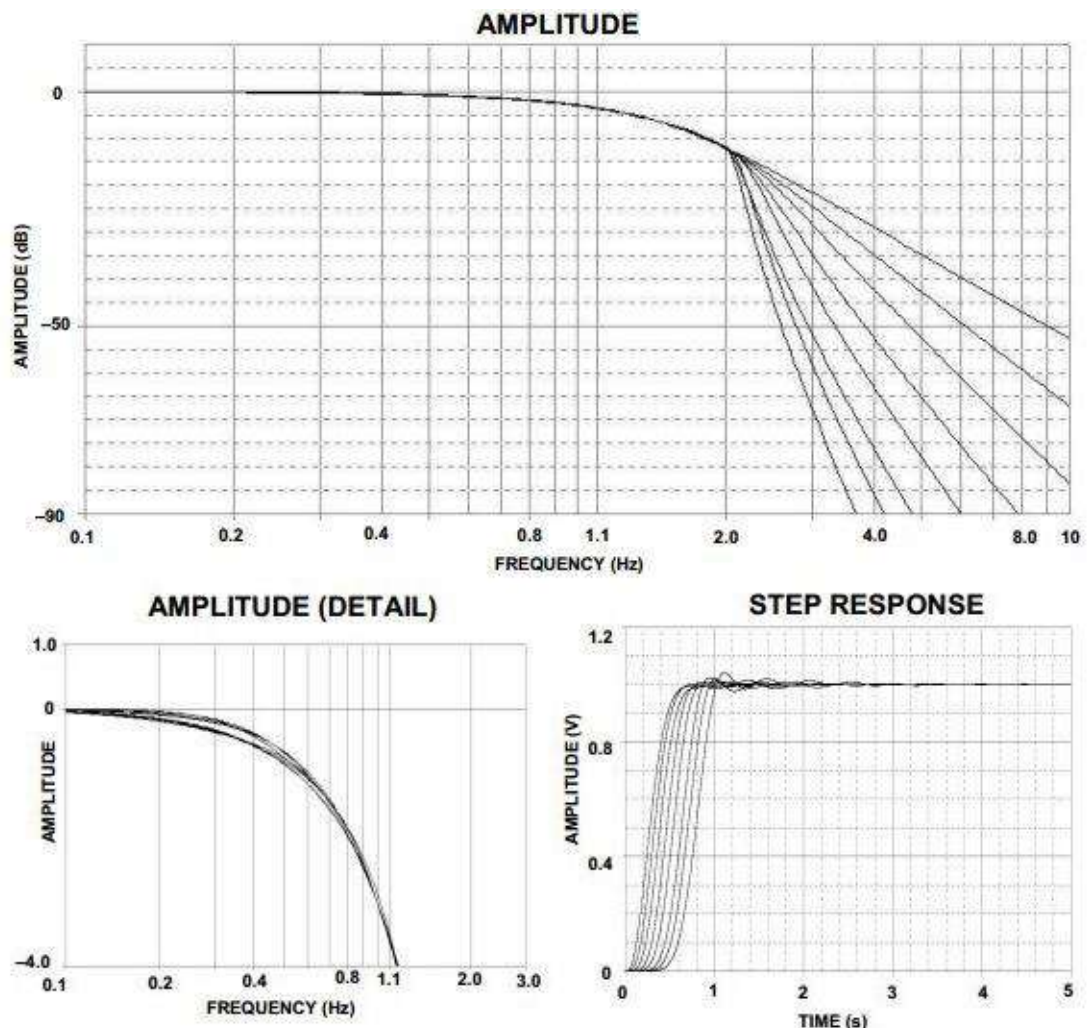 AMPLITUDE
0
–50
–90
AMPLITUDE (dB)
0.1 0.2 0.4 0.8 1.1 2.0 4.0 8.0 10
FREQUENCY (Hz)
AMPLITUDE (DETAIL)
1.0
0
–4.0
AMPLITUDE
0.1 0.2 0.4 0.8 1.1 2.0 3.0
FREQUENCY (Hz)
STEP RESPONSE
1.2
0.8
0.4
0
AMPLITUDE (V)
0 1 2 3 4 5
TIME (s)